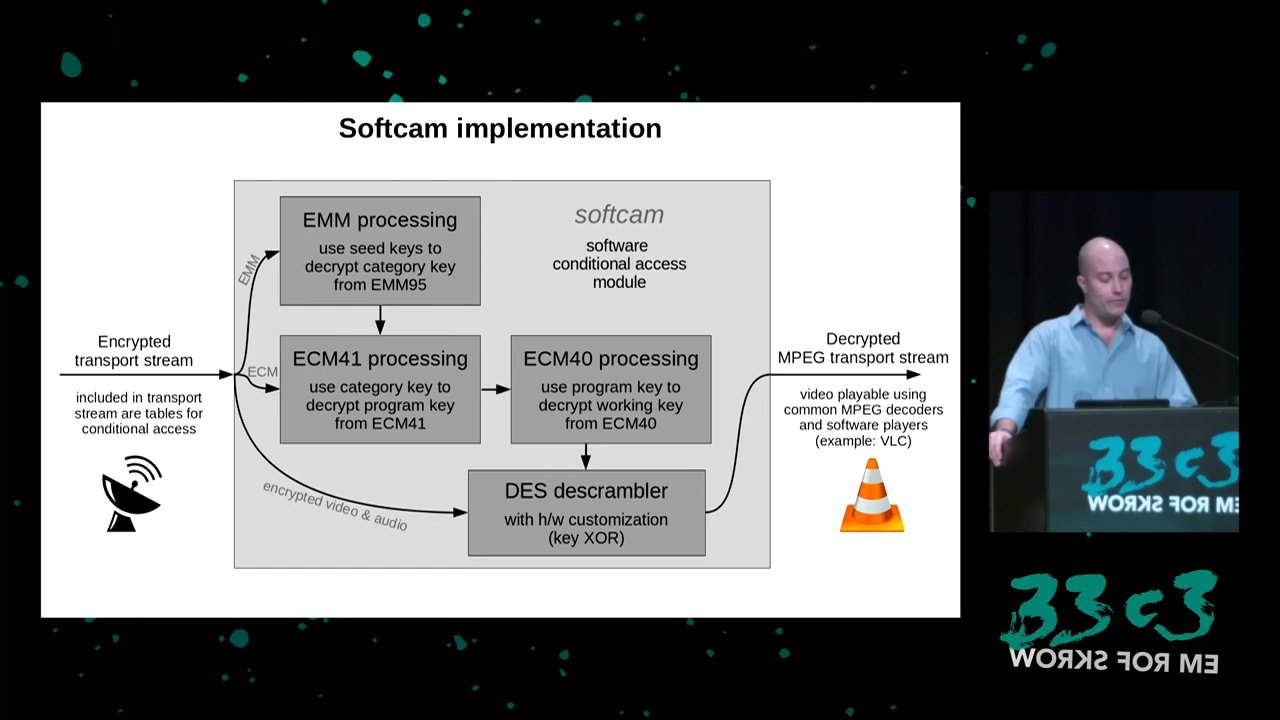 Softcam implementation
EMM processing
use seed keys to
decrypt category key
from EMM95
softcam
software
conditional access
module
EMM
Encrypted
transport stream
included in transport
stream are tables for
conditional access
ECM
ECM41 processing
use category key to
decrypt program key
from ECM41
ECM40 processing
use program key to
decrypt working key
from ECM40
encrypted video & audio
DES descrambler
with h/w customization
(key XOR)
Decrypted
MPEG transport stream
video playable using
common MPEG decoders
and software players
(example: VLC)
33c3
WORKS FOR ME
33c3
WORKS FOR ME